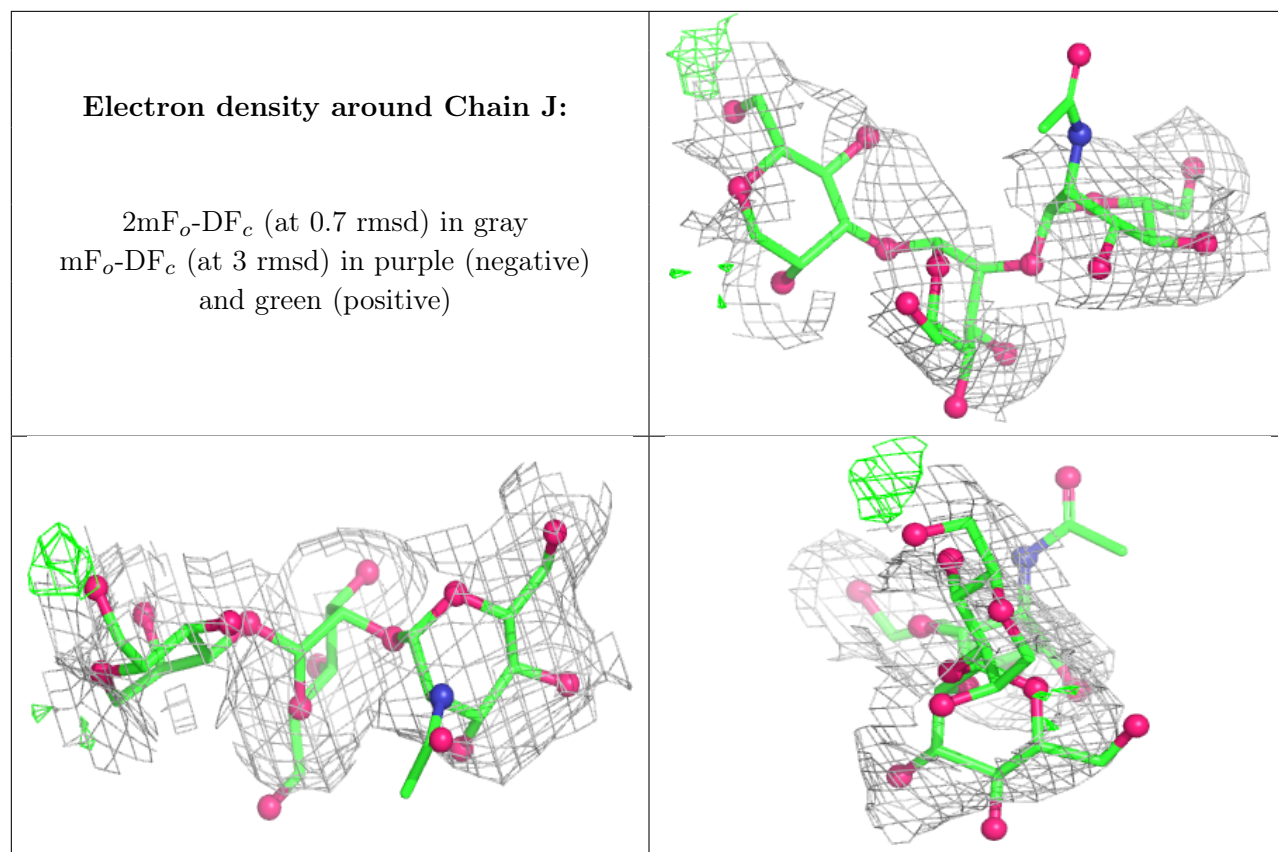 Electron density around Chain J:
2mFo-DFc (at 0.7 rmsd) in gray
mFo-DFc (at 3 rmsd) in purple (negative)
and green (positive)